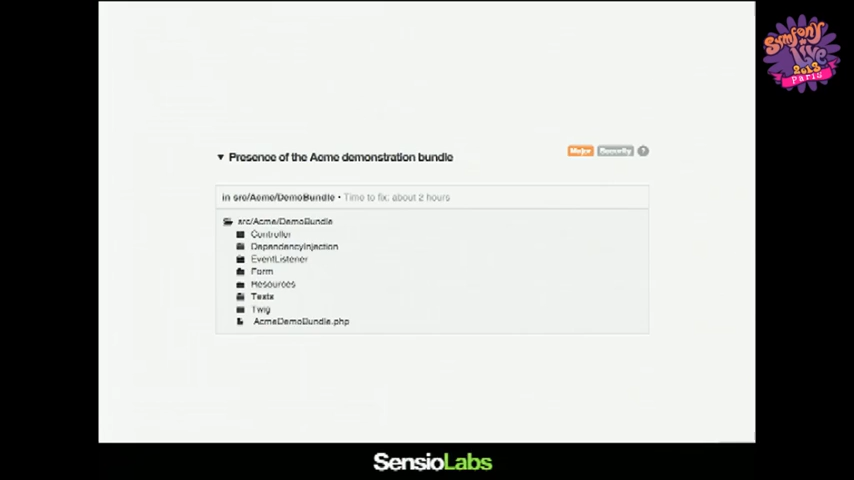 Symfony
Live
2013
Paris
Presence of the Acme demonstration bundle
Major
Security
?
in src/Acme/DemoBundle • Time to fix: about 2 hours
src/Acme/DemoBundle
Controller
DependencyInjection
EventListener
Form
Resources
Tests
Twig
AcmeDemoBundle.php
SensioLabs